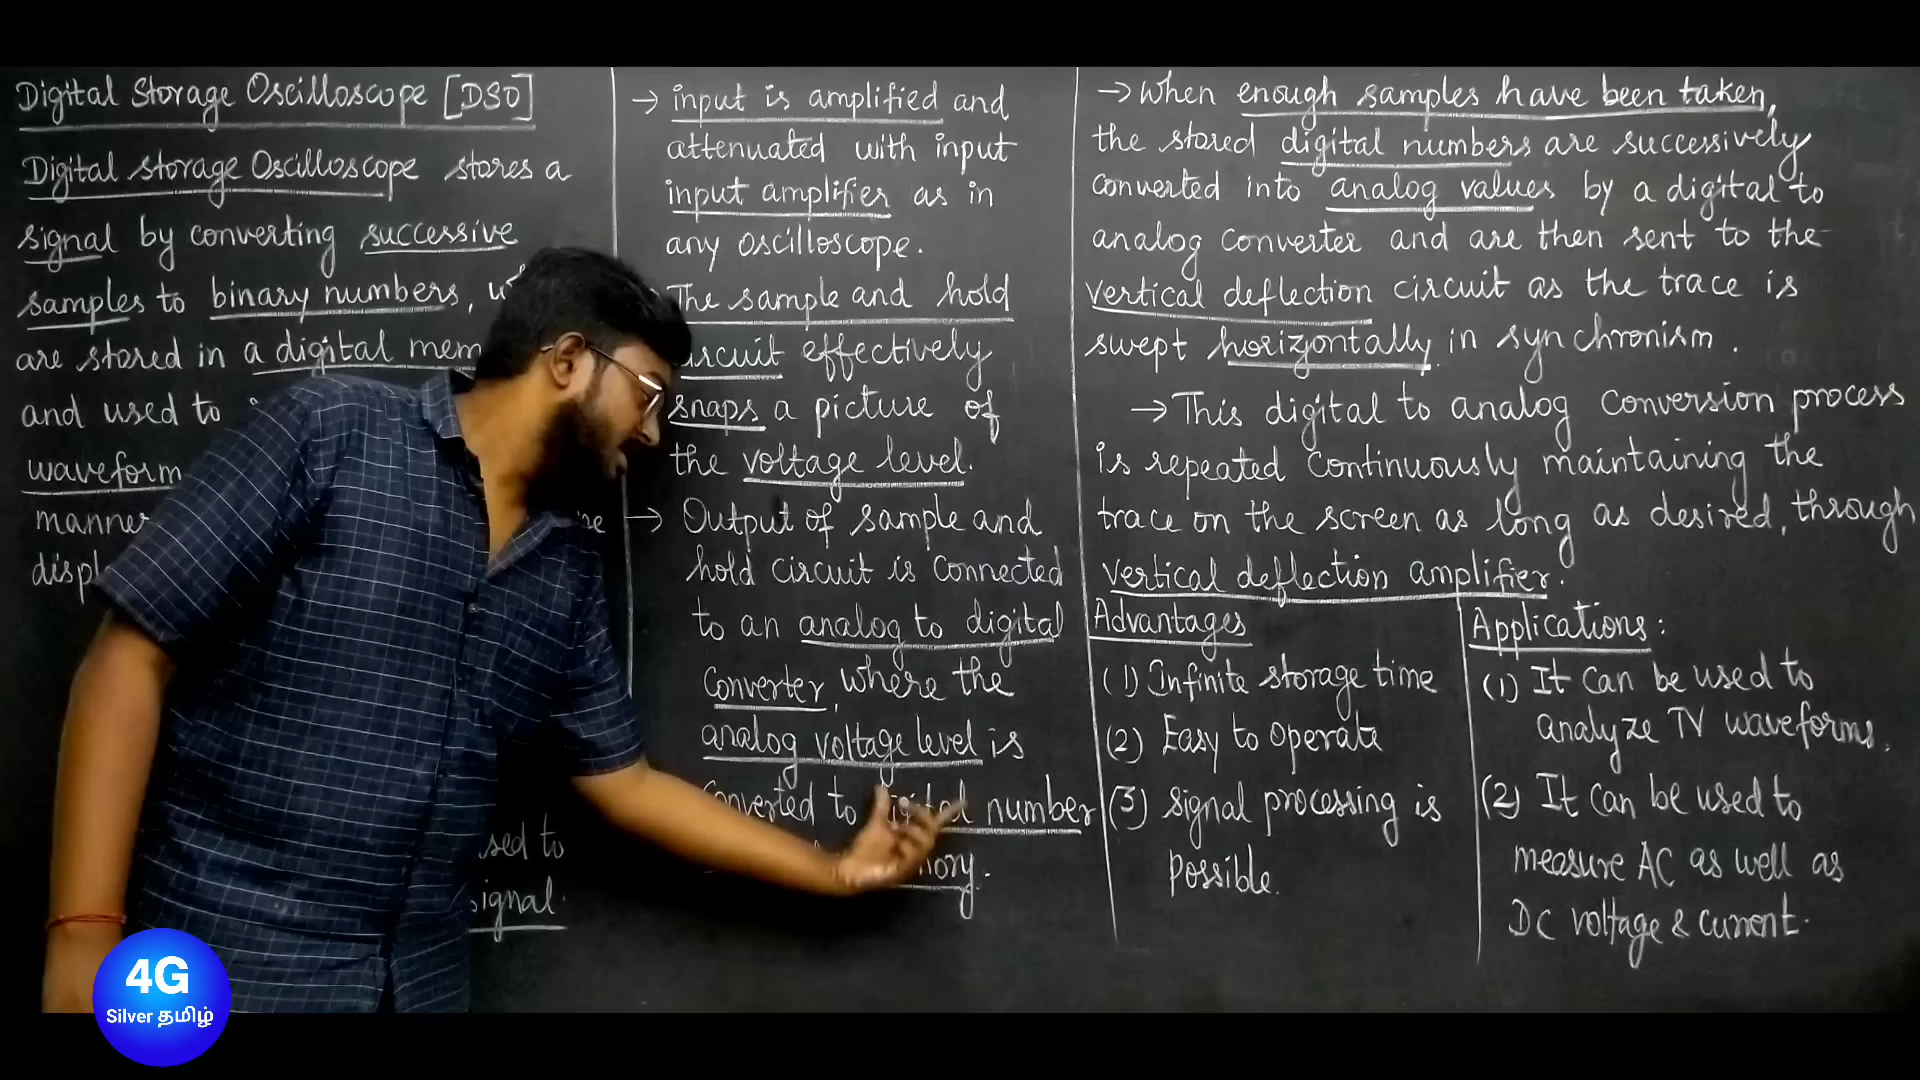 Digital Storage Oscilloscope [DSO]
Digital storage Oscilloscope stores a
signal by converting successive
samples to binary numbers,
are stored in a digital mem
and used to
waveform
manner
displ
sed to
signal.
→ input is amplified and
attenuated with input
input amplifier as in
any oscilloscope.
The sample and hold
circuit effectively
snaps a picture of
the voltage level.
→ Output of sample and
hold circuit is connected
to an analog to digital
converter, where the
analog voltage level is
converted to digital number
mory.
→ When enough samples have been taken,
the stored digital numbers are successively
converted into analog values by a digital to
analog converter and are then sent to the
vertical deflection circuit as the trace is
swept horizontally in synchronism.
→ This digital to analog conversion process
is repeated continuously maintaining the
trace on the screen as long as desired, through
vertical deflection amplifier.
Advantages
(1) Infinite storage time
(2) Easy to operate
(3) signal processing is
possible.
Applications:
(1) It can be used to
analyze TV waveforms.
(2) It can be used to
measure AC as well as
DC voltage & current.
4G
Silver தமிழ்